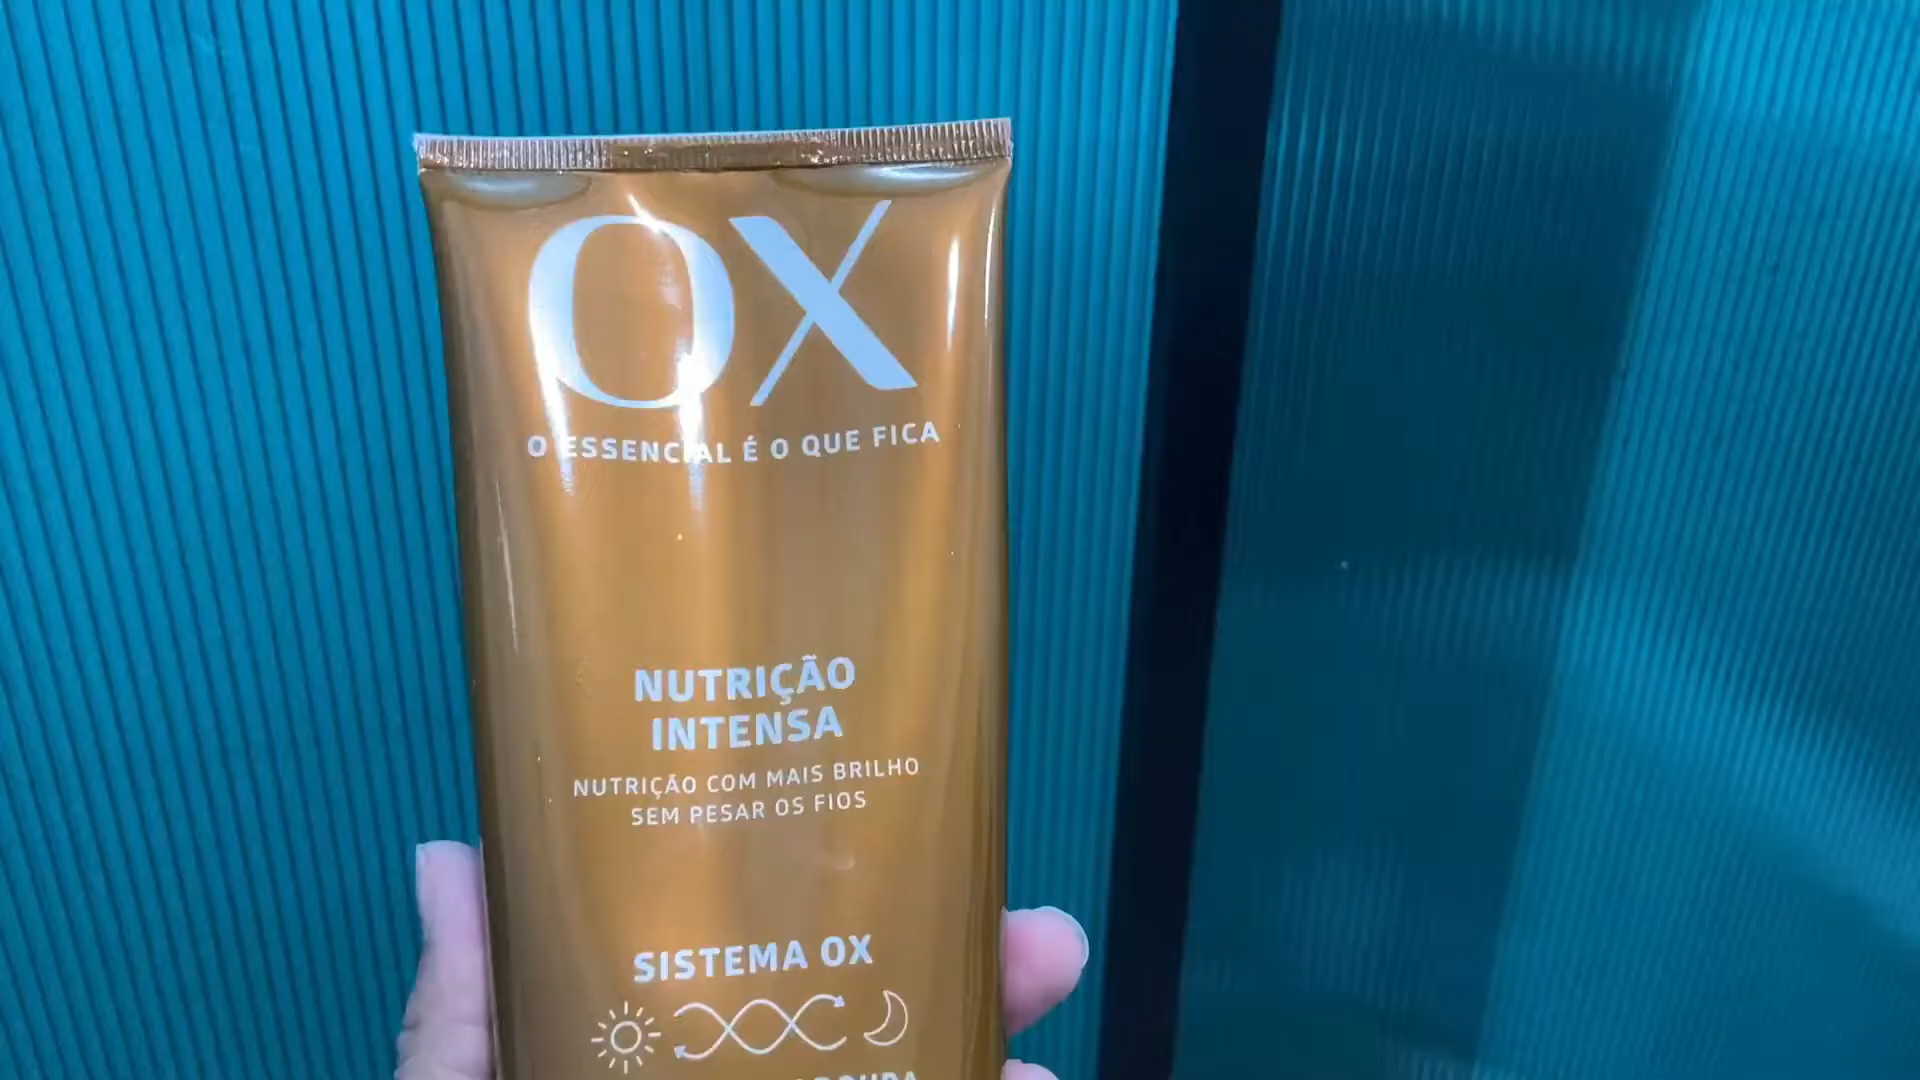 OX
O ESSENCIAL É O QUE FICA
NUTRIÇÃO
INTENSA
NUTRIÇÃO COM MAIS BRILHO
SEM PESAR OS FIOS
SISTEMA OX